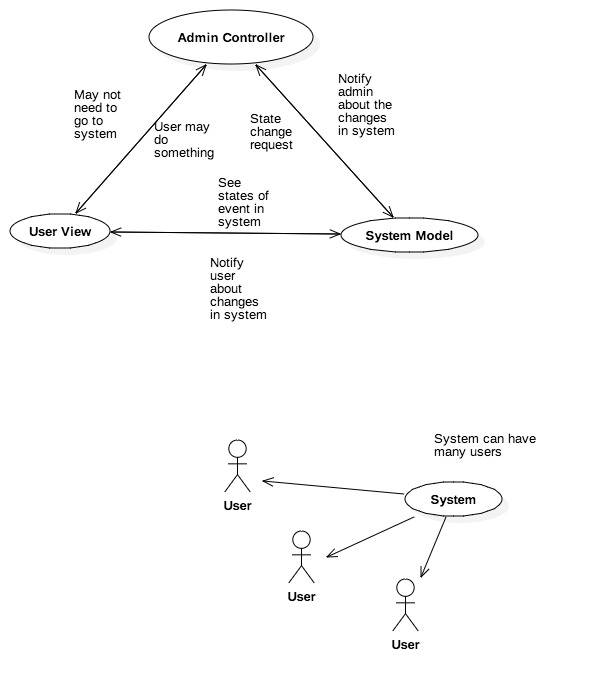 Admin Controller
May not
need to
go to
system
User may
do
something
State
change
request
Notify
admin
about the
changes
in system
See
states of
event in
system
User View
System Model
Notify
user
about
changes
in system
System can have
many users
System
User
User
User